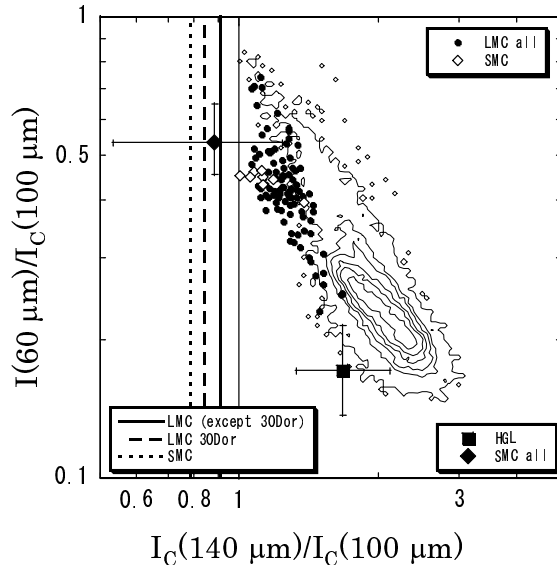 1
LMC all
SMC
0.5
I(60 μm)/I_C(100 μm)
LMC (except 30Dor)
LMC 30Dor
SMC
HGL
SMC all
0.1
0.6 0.8 1 3
I_C(140 μm)/I_C(100 μm)